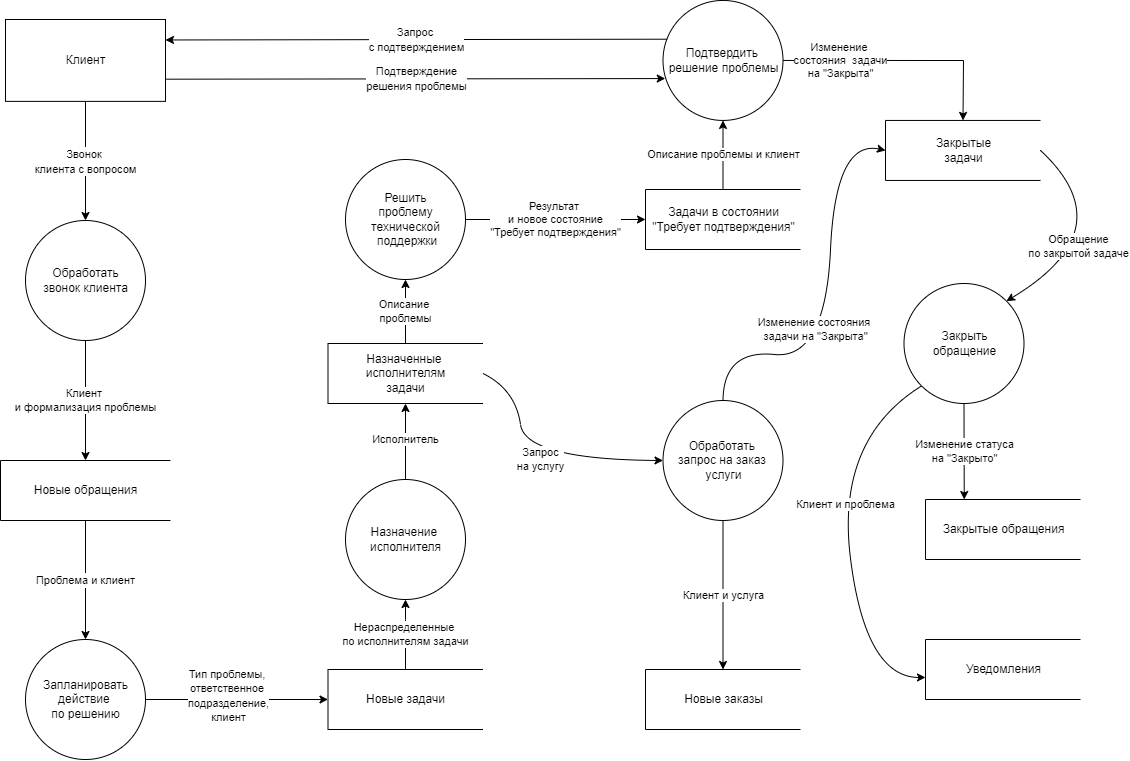 Клиент
Запрос
с подтверждением
Подтверждение
решения проблемы
Подтвердить
решение проблемы
Изменение
состояния задачи
на "Закрыта"
Закрытые
задачи
Звонок
клиента с вопросом
Описание проблемы и клиент
Решить
проблему
технической
поддержки
Результат
и новое состояние
"Требует подтверждения"
Задачи в состоянии
"Требует подтверждения"
Обращение
по закрытой задаче
Обработать
звонок клиента
Описание
проблемы
Изменение состояния
задачи на "Закрыта"
Закрыть
обращение
Назначенные
исполнителям
задачи
Клиент
и формализация проблемы
Исполнитель
Запрос
на услугу
Обработать
запрос на заказ
услуги
Изменение статуса
на "Закрыто"
Новые обращения
Клиент и проблема
Назначение
исполнителя
Закрытые обращения
Проблема и клиент
Клиент и услуга
Нераспределенные
по исполнителям задачи
Запланировать
действие
по решению
Тип проблемы,
ответственное
подразделение,
клиент
Новые задачи
Новые заказы
Уведомления